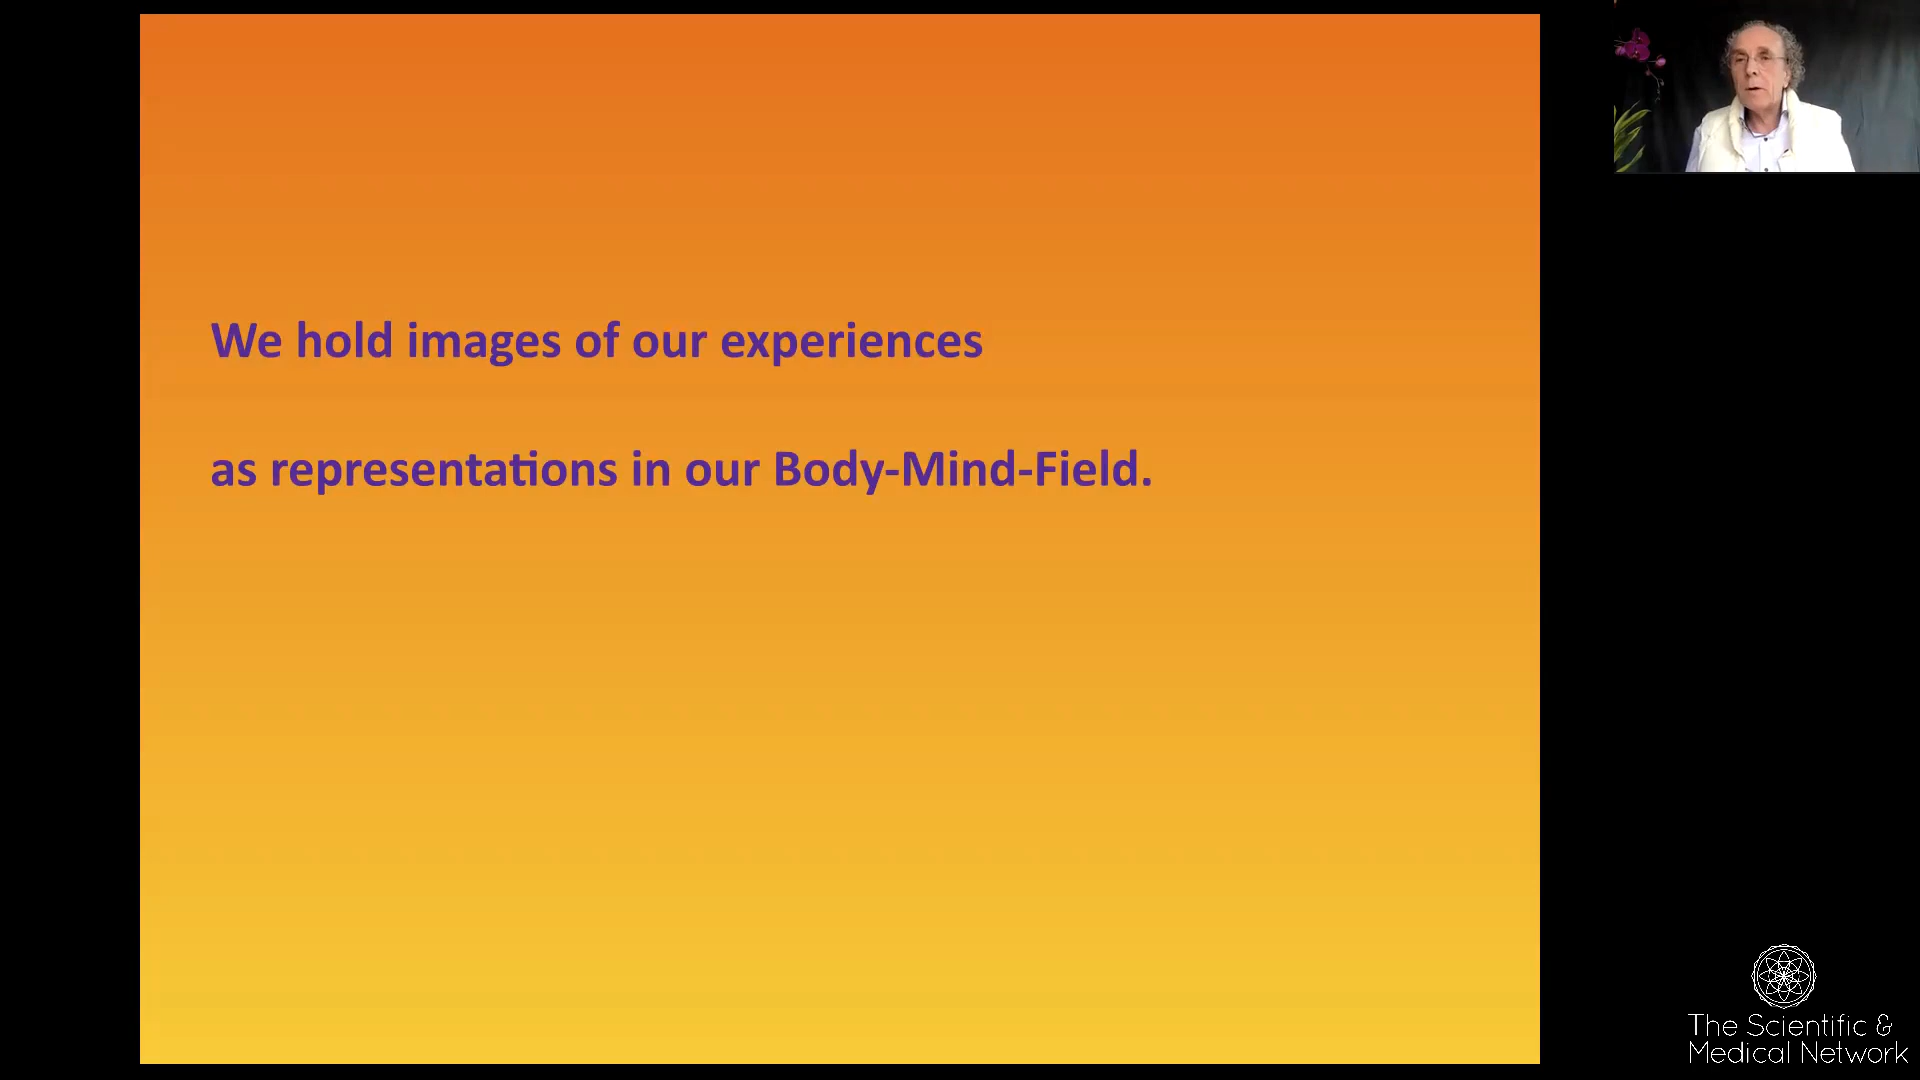 We hold images of our experiences
as representations in our Body-Mind-Field.
The Scientific &
Medical Network